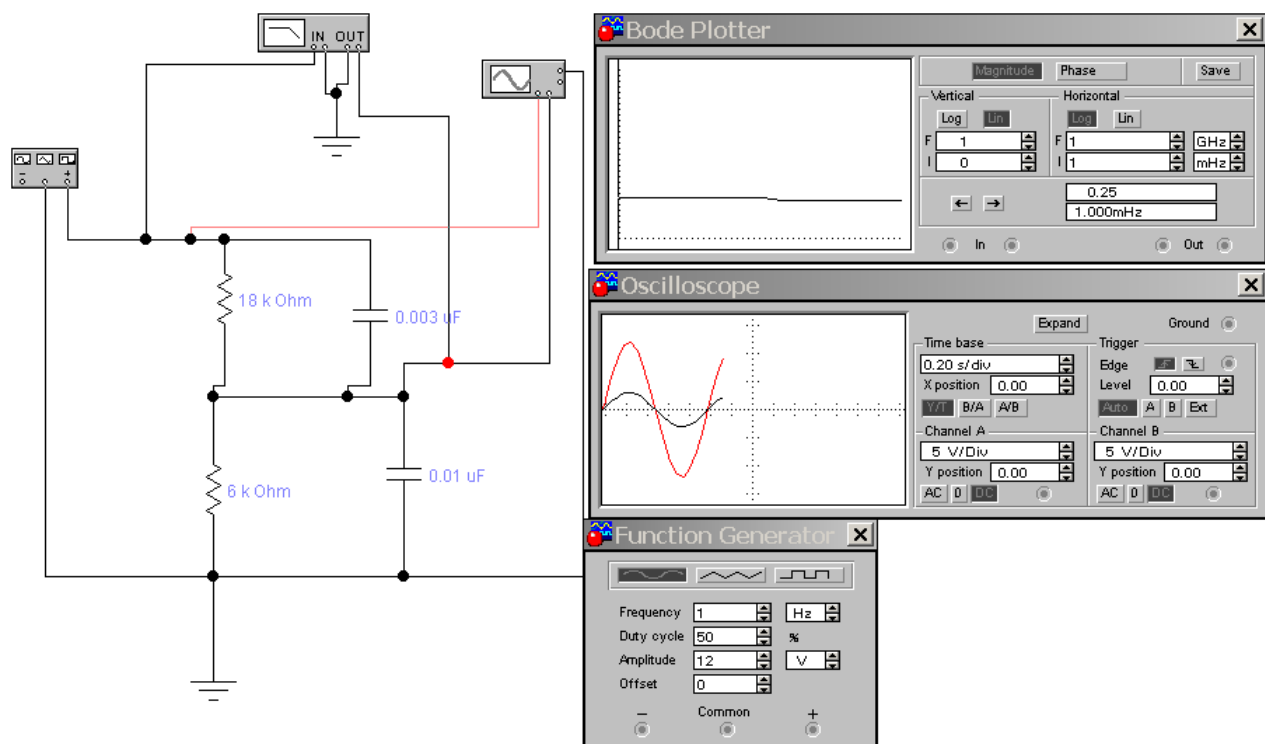 IN OUT
18 k Ohm
0.003 uF
6 k Ohm
0.01 uF
- +
Bode Plotter
Magnitude Phase Save
Vertical Horizontal
Log Lin Log Lin
F 1 F 1 GHz
I 0 I 1 mHz
0.25
1.000mHz
In Out
Oscilloscope
Expand Ground
Time base Trigger
0.20 s/div Edge
X position 0.00 Level 0.00
Y/T B/A A/B Auto A B Ext
Channel A Channel B
5 V/Div 5 V/Div
Y position 0.00 Y position 0.00
AC 0 DC AC 0 DC
Function Generator
Frequency 1 Hz
Duty cycle 50 %
Amplitude 12 V
Offset 0
- Common +